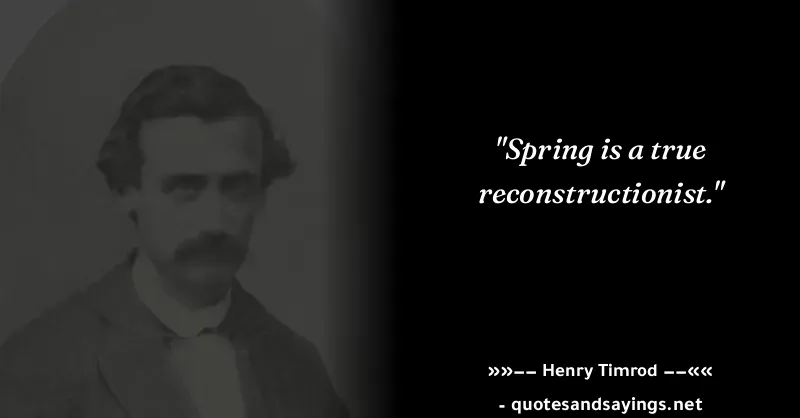 "Spring is a true
reconstructionist."
»»–– Henry Timrod ––««
- quotesandsayings.net